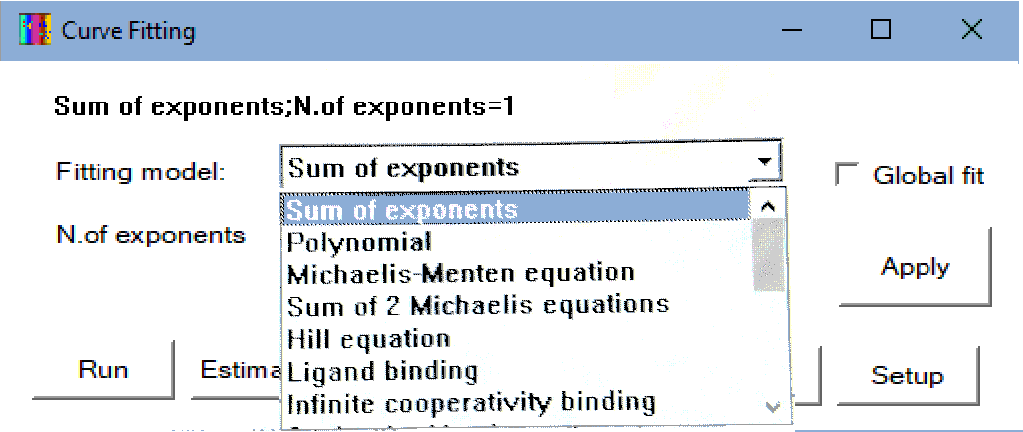 Curve Fitting
Sum of exponents;N.of exponents=1
Fitting model:
Sum of exponents
Global fit
Sum of exponents
N.of exponents
Polynomial
Michaelis-Menten equation
Apply
Sum of 2 Michaelis equations
Hill equation
Run
Ligand binding
Setup
Infinite cooperativity binding